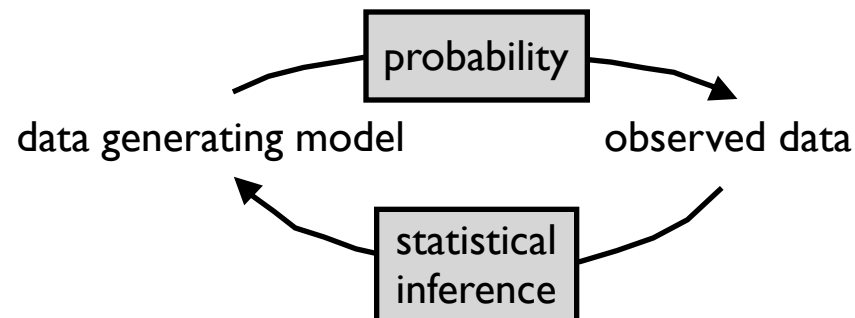 probability
data generating model
observed data
statistical
inference